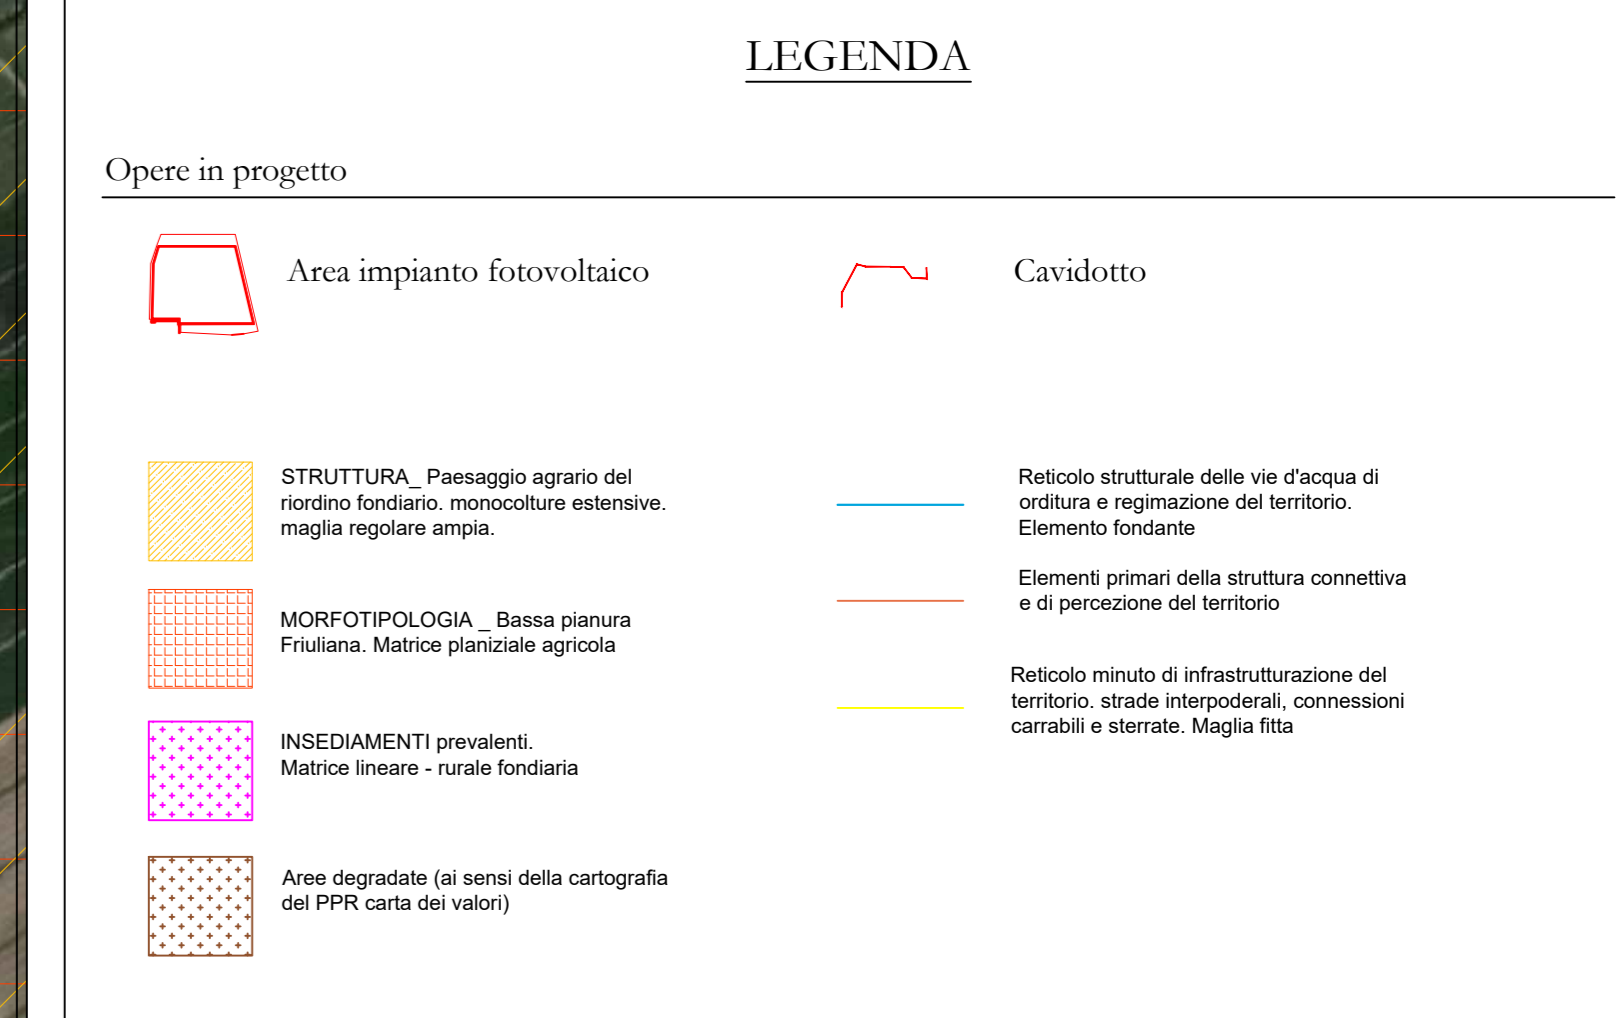 LEGENDA
Opere in progetto
Area impianto fotovoltaico
Cavidotto
STRUTTURA_ Paesaggio agrario del
riordino fondiario. monocolture estensive.
maglia regolare ampia.
MORFOTIPOLOGIA _ Bassa pianura
Friuliana. Matrice planiziale agricola
INSEDIAMENTI prevalenti.
Matrice lineare - rurale fondiaria
Aree degradate (ai sensi della cartografia
del PPR carta dei valori)
Reticolo strutturale delle vie d'acqua di
orditura e regimazione del territorio.
Elemento fondante
Elementi primari della struttura connettiva
e di percezione del territorio
Reticolo minuto di infrastrutturazione del
territorio. strade interpoderali, connessioni
carrabili e sterrate. Maglia fitta